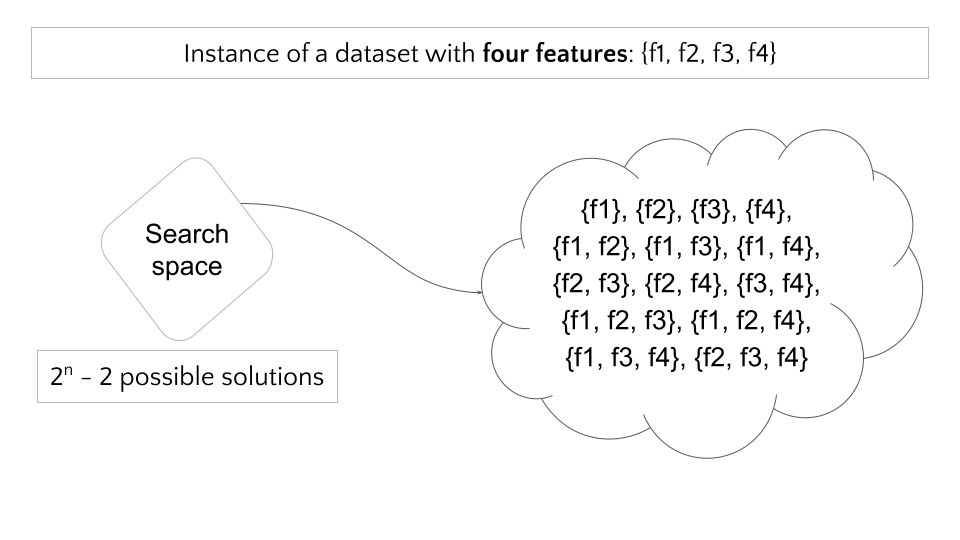 Instance of a dataset with four features: {f1, f2, f3, f4}
Search
space
2ⁿ - 2 possible solutions
{f1}, {f2}, {f3}, {f4},
{f1, f2}, {f1, f3}, {f1, f4},
{f2, f3}, {f2, f4}, {f3, f4},
{f1, f2, f3}, {f1, f2, f4},
{f1, f3, f4}, {f2, f3, f4}